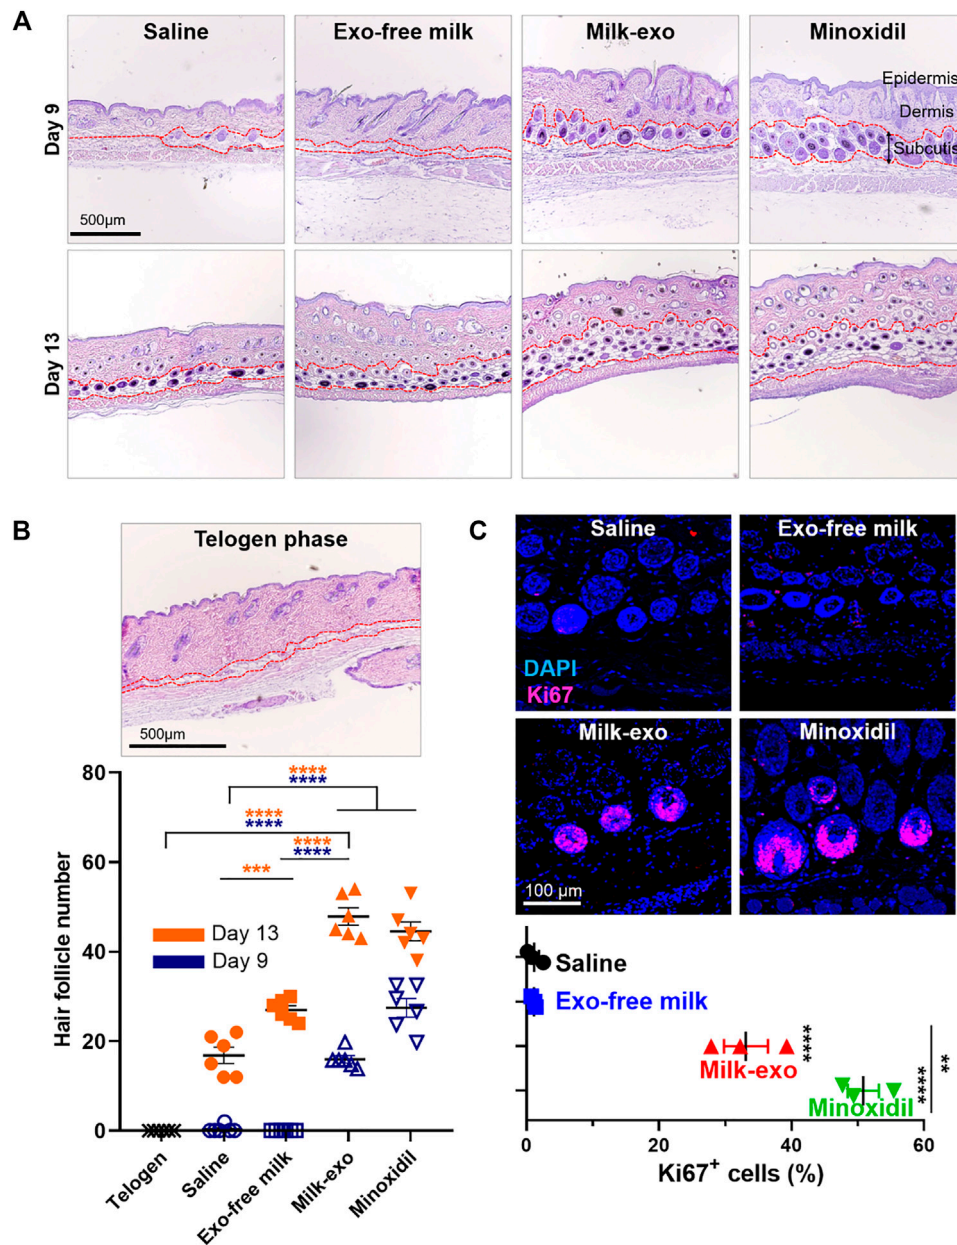 A
Saline
Exo-free milk
Milk-exo
Minoxidil
Day 9
Epidermis
Dermis
Subcutis
500µm
Day 13
B
Telogen phase
500µm
80
60
40
20
0
Hair follicle number
****
****
****
****
****
****
***
Day 13
Day 9
Telogen
Saline
Exo-free milk
Milk-exo
Minoxidil
C
Saline
Exo-free milk
DAPI
Ki67
Milk-exo
Minoxidil
100 µm
Saline
Exo-free milk
Milk-exo
****
Minoxidil
****
**
0
20
40
60
Ki67+ cells (%)